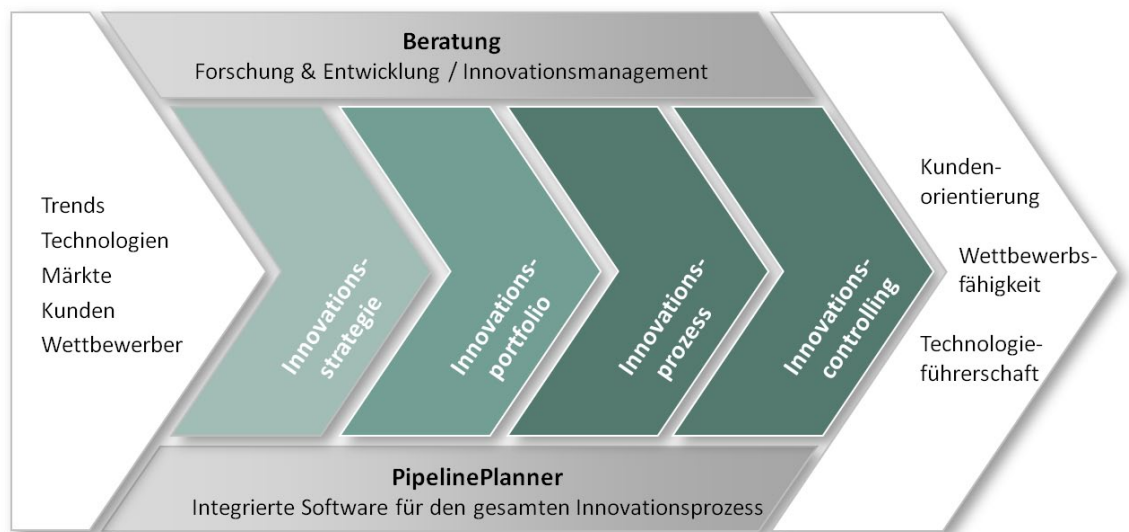 Beratung
Forschung & Entwicklung / Innovationsmanagement
Trends
Technologien
Märkte
Kunden
Wettbewerber
Innovations-
strategie
Innovations-
portfolio
Innovations-
prozess
Innovations-
controlling
Kunden-
orientierung
Wettbewerbs-
fähigkeit
Technologie-
führerschaft
PipelinePlanner
Integrierte Software für den gesamten Innovationsprozess